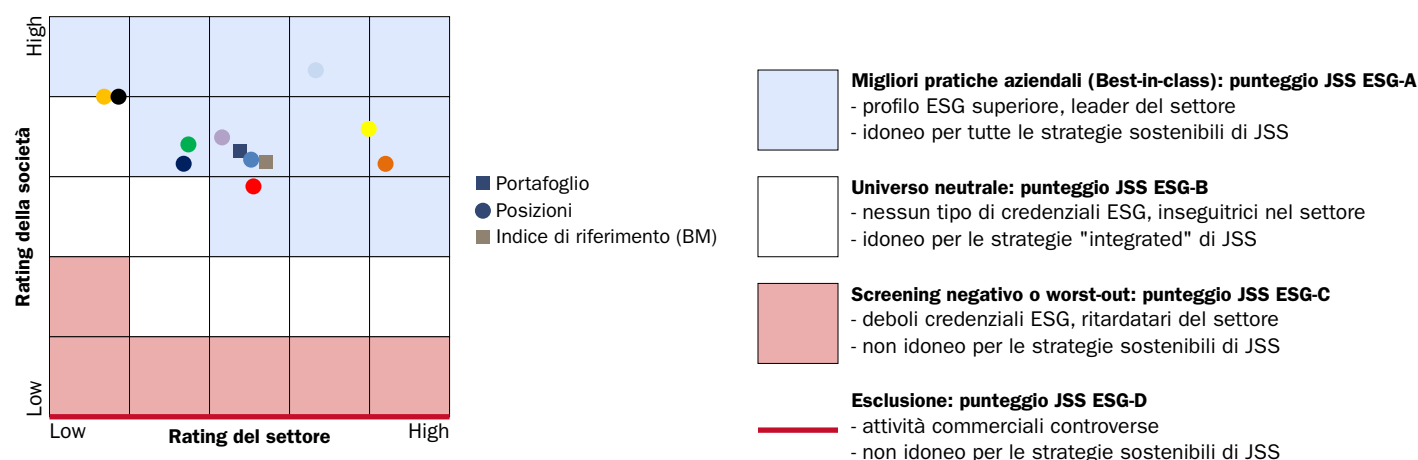 High
Rating della società
Low
Low
Rating del settore
High
Portafoglio
Posizioni
Indice di riferimento (BM)
Migliori pratiche aziendali (Best-in-class): punteggio JSS ESG-A
- profilo ESG superiore, leader del settore
- idoneo per tutte le strategie sostenibili di JSS
Universo neutrale: punteggio JSS ESG-B
- nessun tipo di credenziali ESG, inseguitrici nel settore
- idoneo per le strategie "integrated" di JSS
Screening negativo o worst-out: punteggio JSS ESG-C
- deboli credenziali ESG, ritardatari del settore
- non idoneo per le strategie sostenibili di JSS
Esclusione: punteggio JSS ESG-D
- attività commerciali controverse
- non idoneo per le strategie sostenibili di JSS